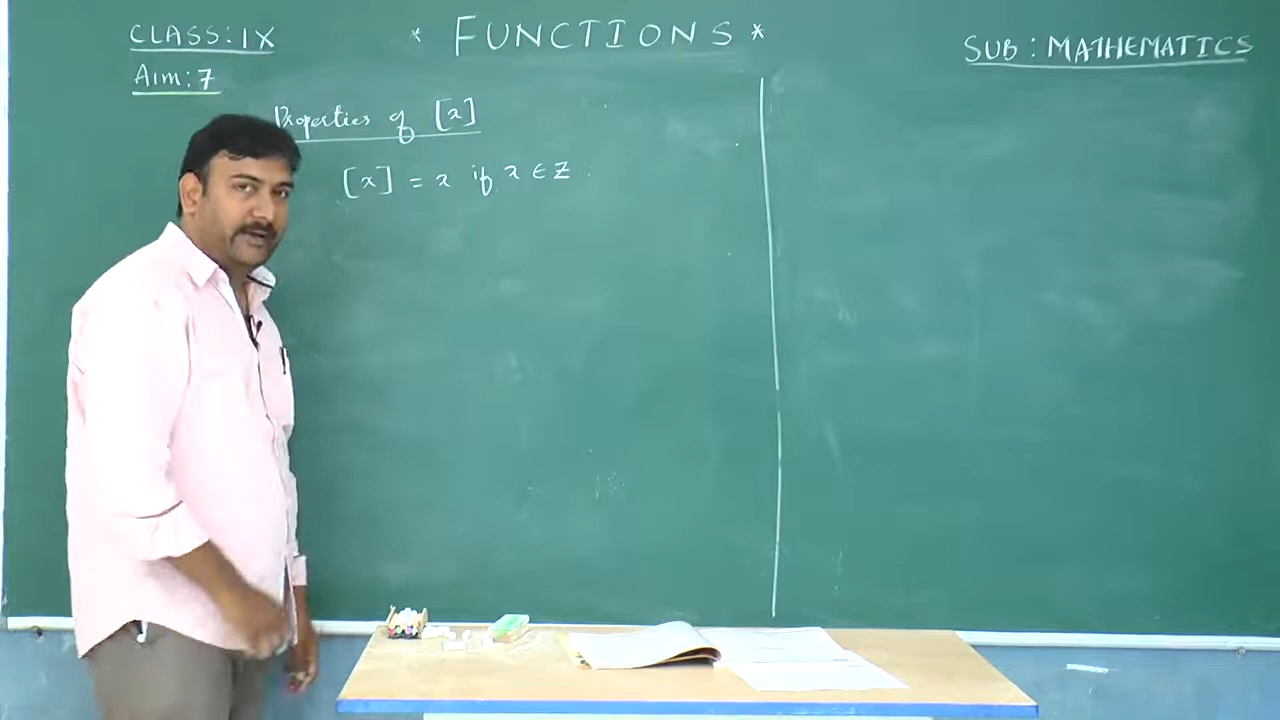 CLASS: IX
* FUNCTIONS *
SUB: MATHEMATICS
Aim: 7
Properties of [x]
[x] = x if x ∈ Z